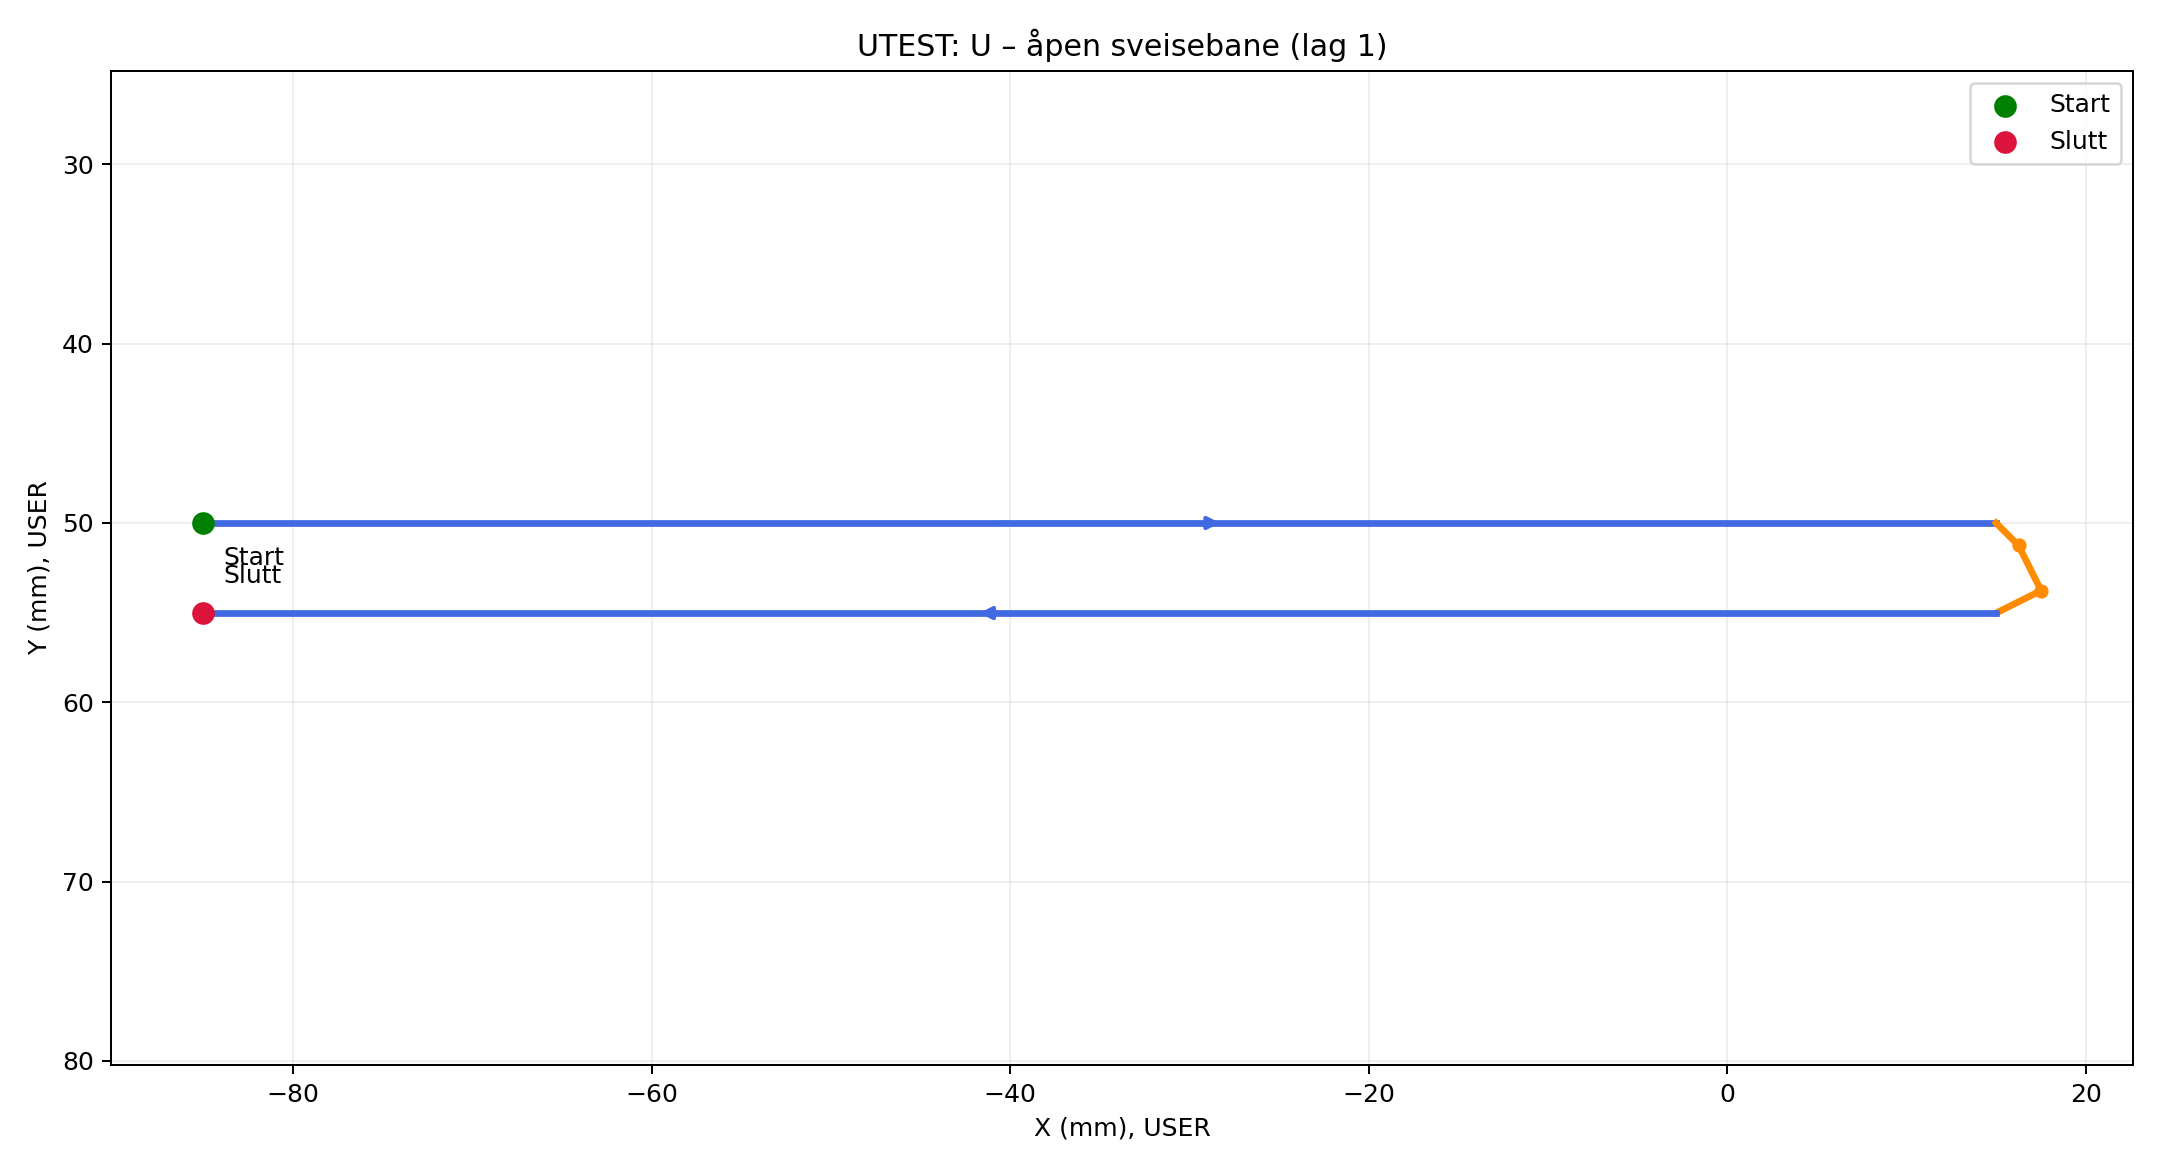 UTEST: U – åpen sveisebane (lag 1)
Start
Slutt
30
40
50
60
70
80
Y (mm), USER
Start
Slutt
−80
−60
−40
−20
0
20
X (mm), USER